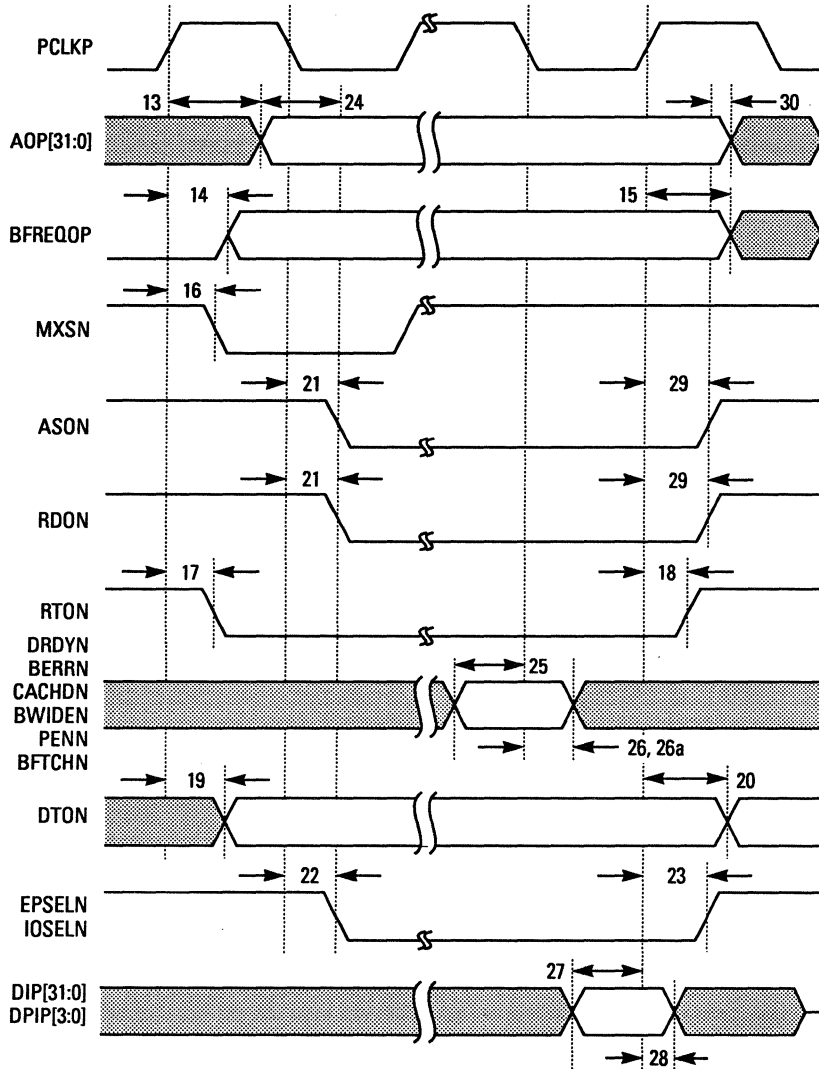 PCLKP
13 24 30
AOP[31:0]
14 15
BFREQOP
16
MXSN
21 29
ASON
21 29
RDON
17 18
RTON
DRDYN
BERRN
25
CACHDN
BWIDEN
PENN
26, 26a
BFTCHN
19 20
DTON
22 23
EPSELN
IOSELN
27
DIP[31:0]
DPIP[3:0]
28